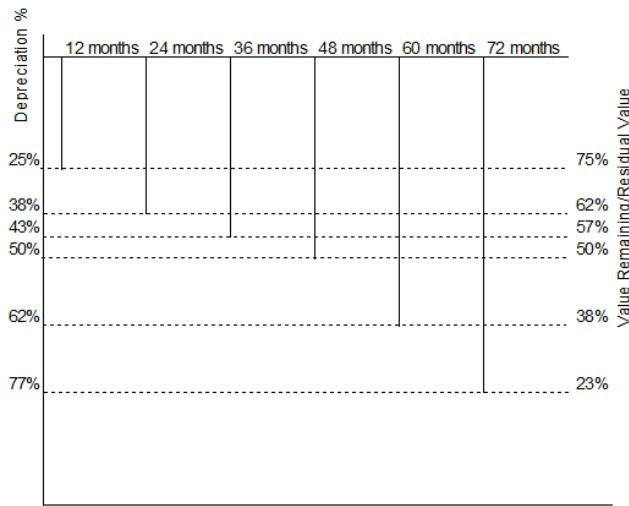 Depreciation %
12 months 24 months 36 months 48 months 60 months 72 months
25% 75%
38% 62%
43% 57%
50% 50%
62% 38%
77% 23%
Value Remaining/Residual Value